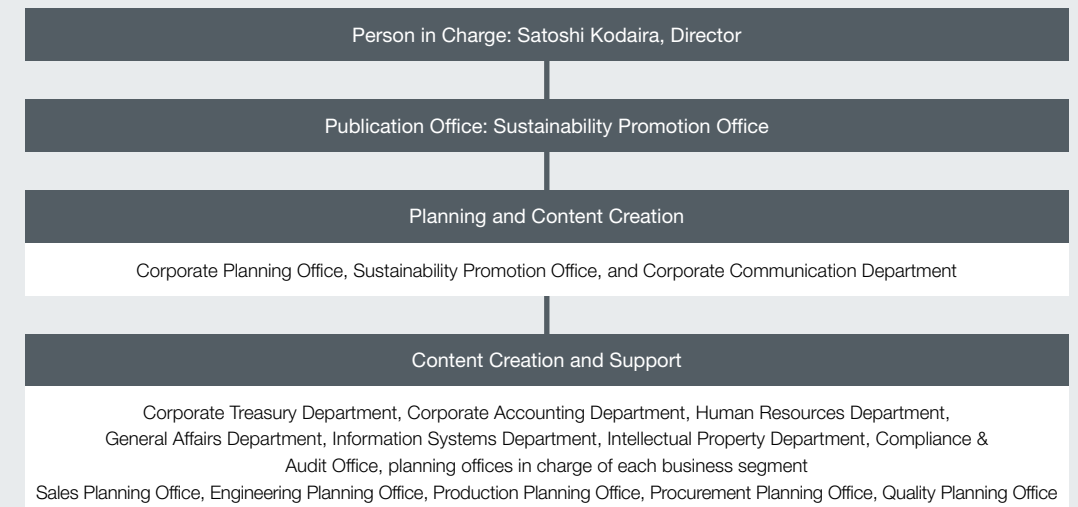 Person in Charge: Satoshi Kodaira, Director
Publication Office: Sustainability Promotion Office
Planning and Content Creation
Corporate Planning Office, Sustainability Promotion Office, and Corporate Communication Department
Content Creation and Support
Corporate Treasury Department, Corporate Accounting Department, Human Resources Department,
General Affairs Department, Information Systems Department, Intellectual Property Department, Compliance &
Audit Office, planning offices in charge of each business segment
Sales Planning Office, Engineering Planning Office, Production Planning Office, Procurement Planning Office, Quality Planning Office